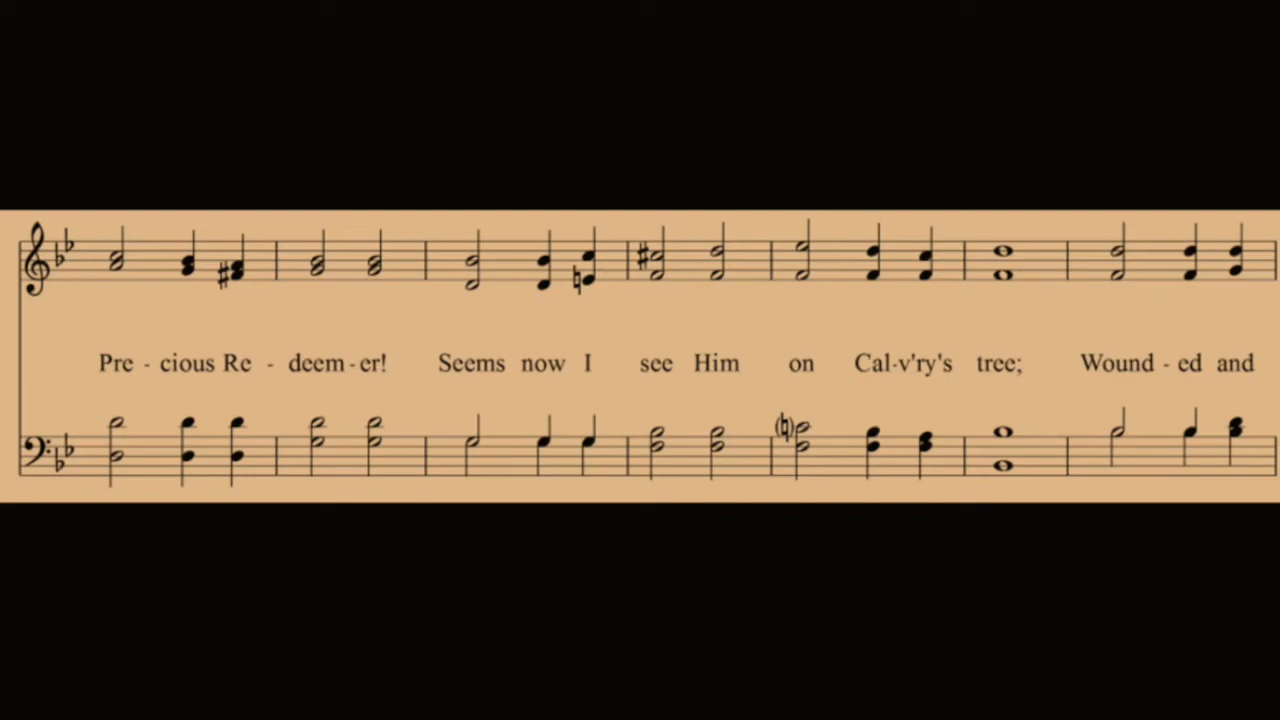 Pre - cious Re - deem - er! Seems now I see Him on Cal-v'ry's tree; Wound - ed and